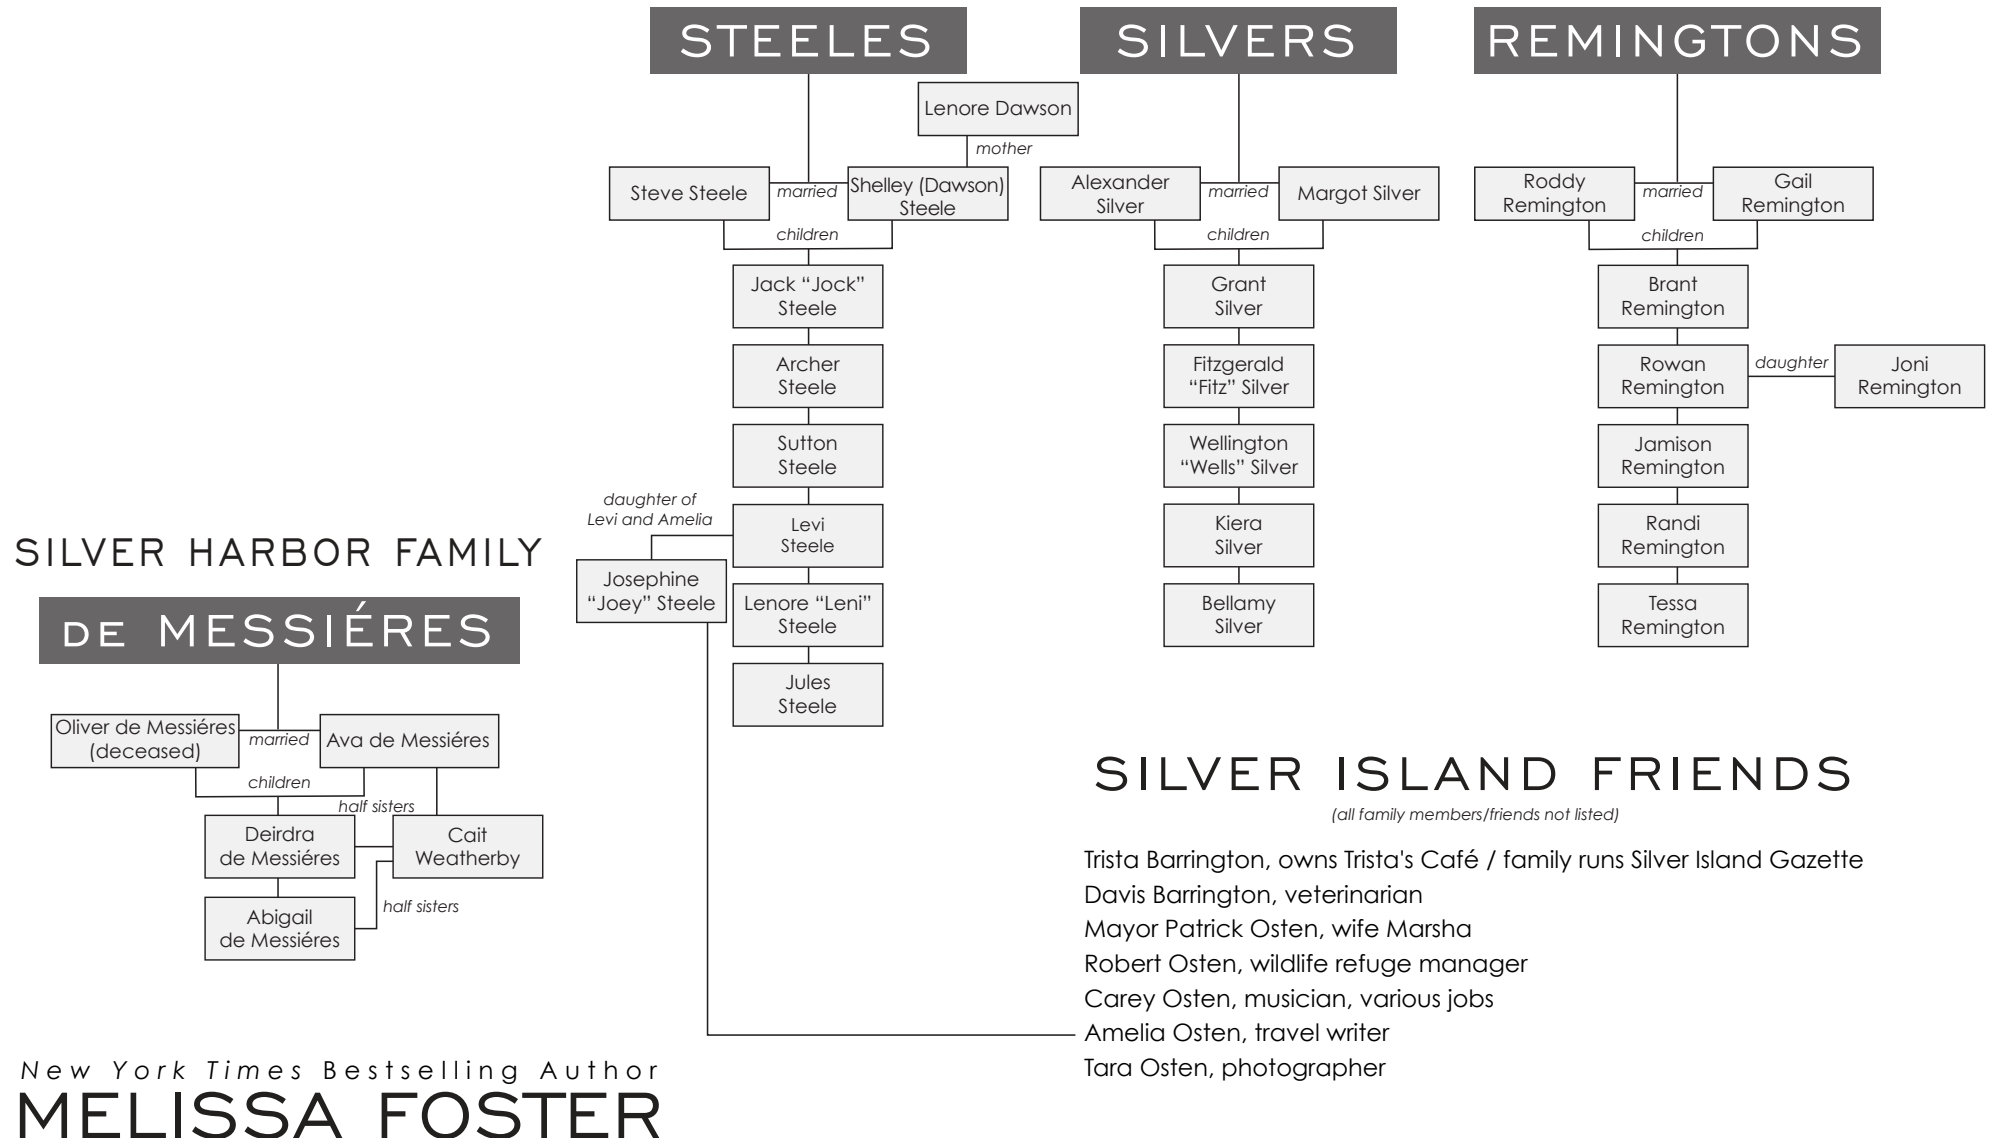 STEELES
Lenore Dawson
mother
Steve Steele
married
Shelley (Dawson)
Steele
children
Jack “Jock”
Steele
Archer
Steele
Sutton
Steele
daughter of
Levi and Amelia
Levi
Steele
Josephine
“Joey” Steele
Lenore “Leni”
Steele
Jules
Steele
SILVERS
Alexander
Silver
married
Margot Silver
children
Grant
Silver
Fitzgerald
“Fitz” Silver
Wellington
“Wells” Silver
Kiera
Silver
Bellamy
Silver
REMINGTONS
Roddy
Remington
married
Gail
Remington
children
Brant
Remington
Rowan
Remington
daughter
Joni
Remington
Jamison
Remington
Randi
Remington
Tessa
Remington
SILVER HARBOR FAMILY
DE MESSIÉRES
Oliver de Messiéres
(deceased)
married
Ava de Messiéres
children
half sisters
Deirdra
de Messiéres
Cait
Weatherby
half sisters
Abigail
de Messiéres
SILVER ISLAND FRIENDS
(all family members/friends not listed)
Trista Barrington, owns Trista's Café / family runs Silver Island Gazette
Davis Barrington, veterinarian
Mayor Patrick Osten, wife Marsha
Robert Osten, wildlife refuge manager
Carey Osten, musician, various jobs
Amelia Osten, travel writer
Tara Osten, photographer
New York Times Bestselling Author
MELISSA FOSTER